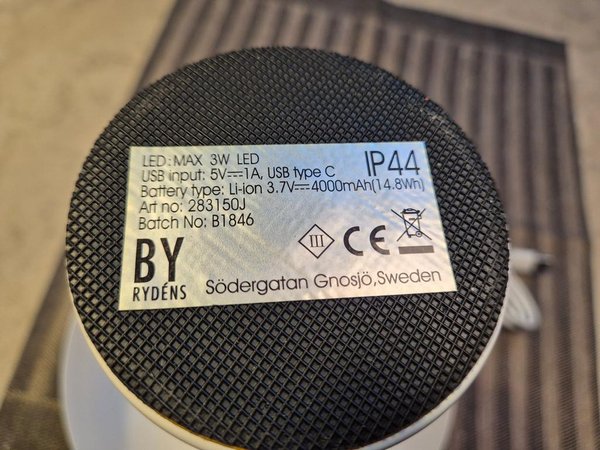 LED: MAX 3W LED
IP44
USB input: 5V⎓1A, USB type C
Battery type: Li-ion 3.7V⎓4000mAh(14.8Wh)
Art no: 283150J
Batch No: B1846
III
CE
BY
RYDÉNS
Södergatan Gnosjö,Sweden